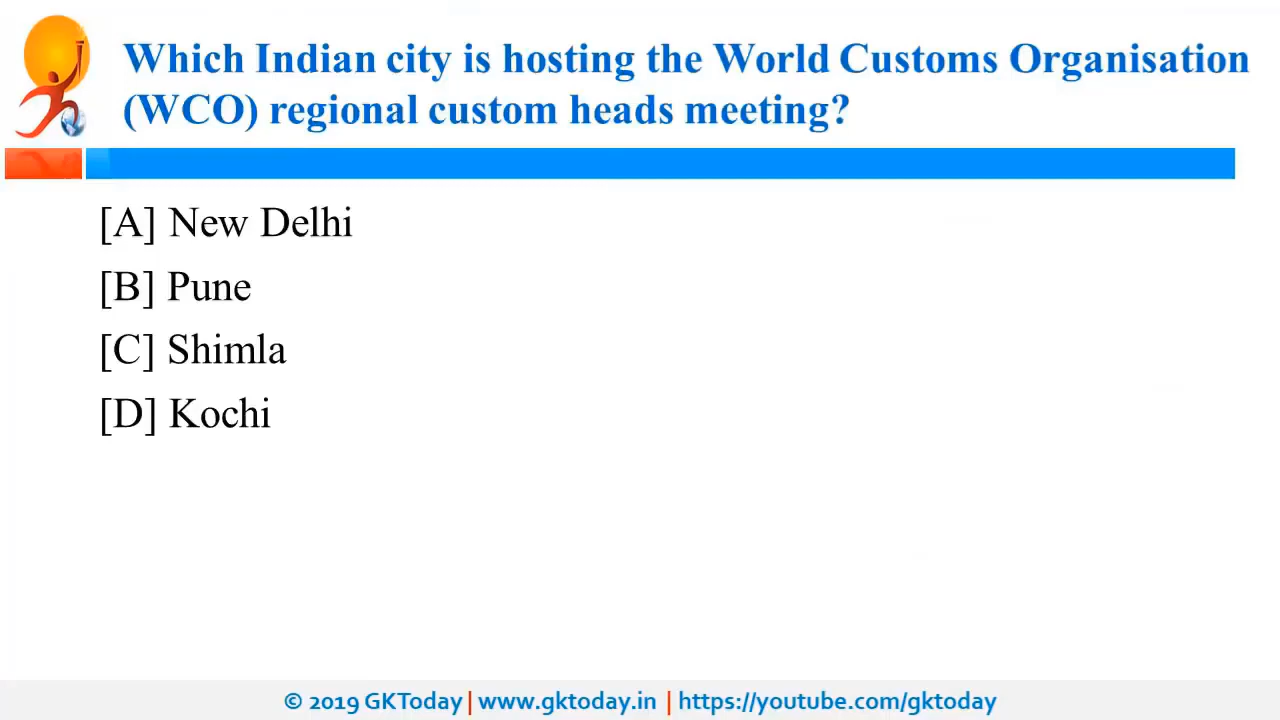 Which Indian city is hosting the World Customs Organisation
(WCO) regional custom heads meeting?
[A] New Delhi
[B] Pune
[C] Shimla
[D] Kochi
© 2019 GKToday | www.gktoday.in | https://youtube.com/gktoday